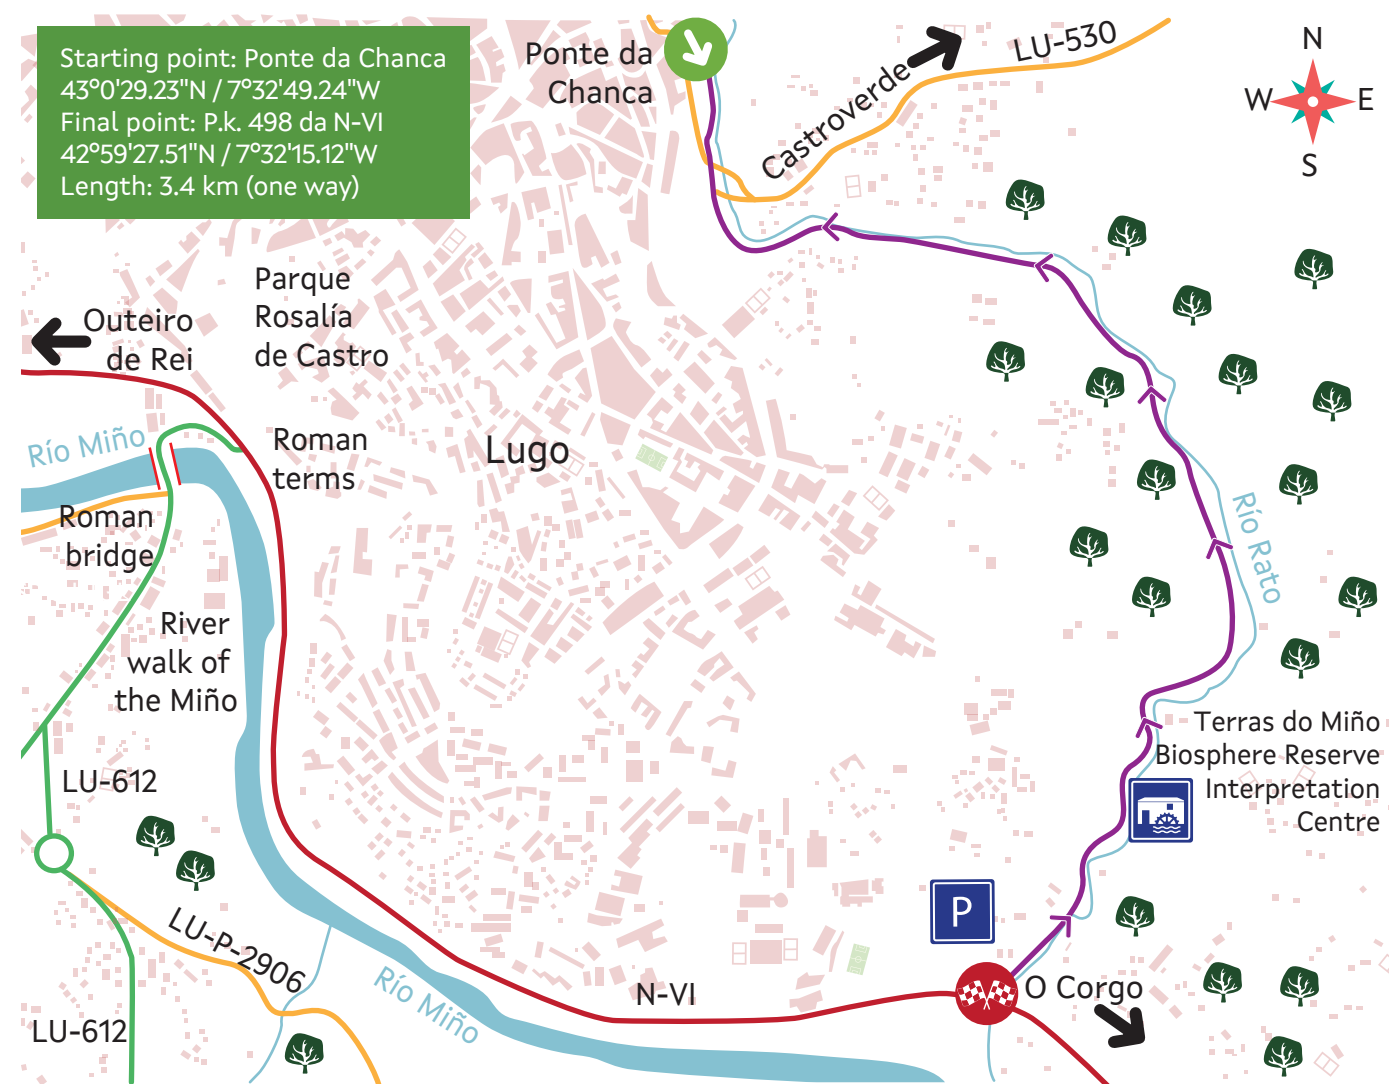 Starting point: Ponte da Chanca
43°0'29.23"N / 7°32'49.24"W
Final point: P.k. 498 da N-VI
42°59'27.51"N / 7°32'15.12"W
Length: 3.4 km (one way)
Ponte da
Chanca
Castroverde
LU-530
N
W
E
S
Parque
Rosalía
de Castro
Outeiro
de Rei
Río Miño
Roman
terms
Lugo
Roman
bridge
Río Rato
River
walk of
the Miño
Terras do Miño
Biosphere Reserve
Interpretation
Centre
LU-612
LU-P-2906
P
Río Miño
N-VI
O Corgo
LU-612